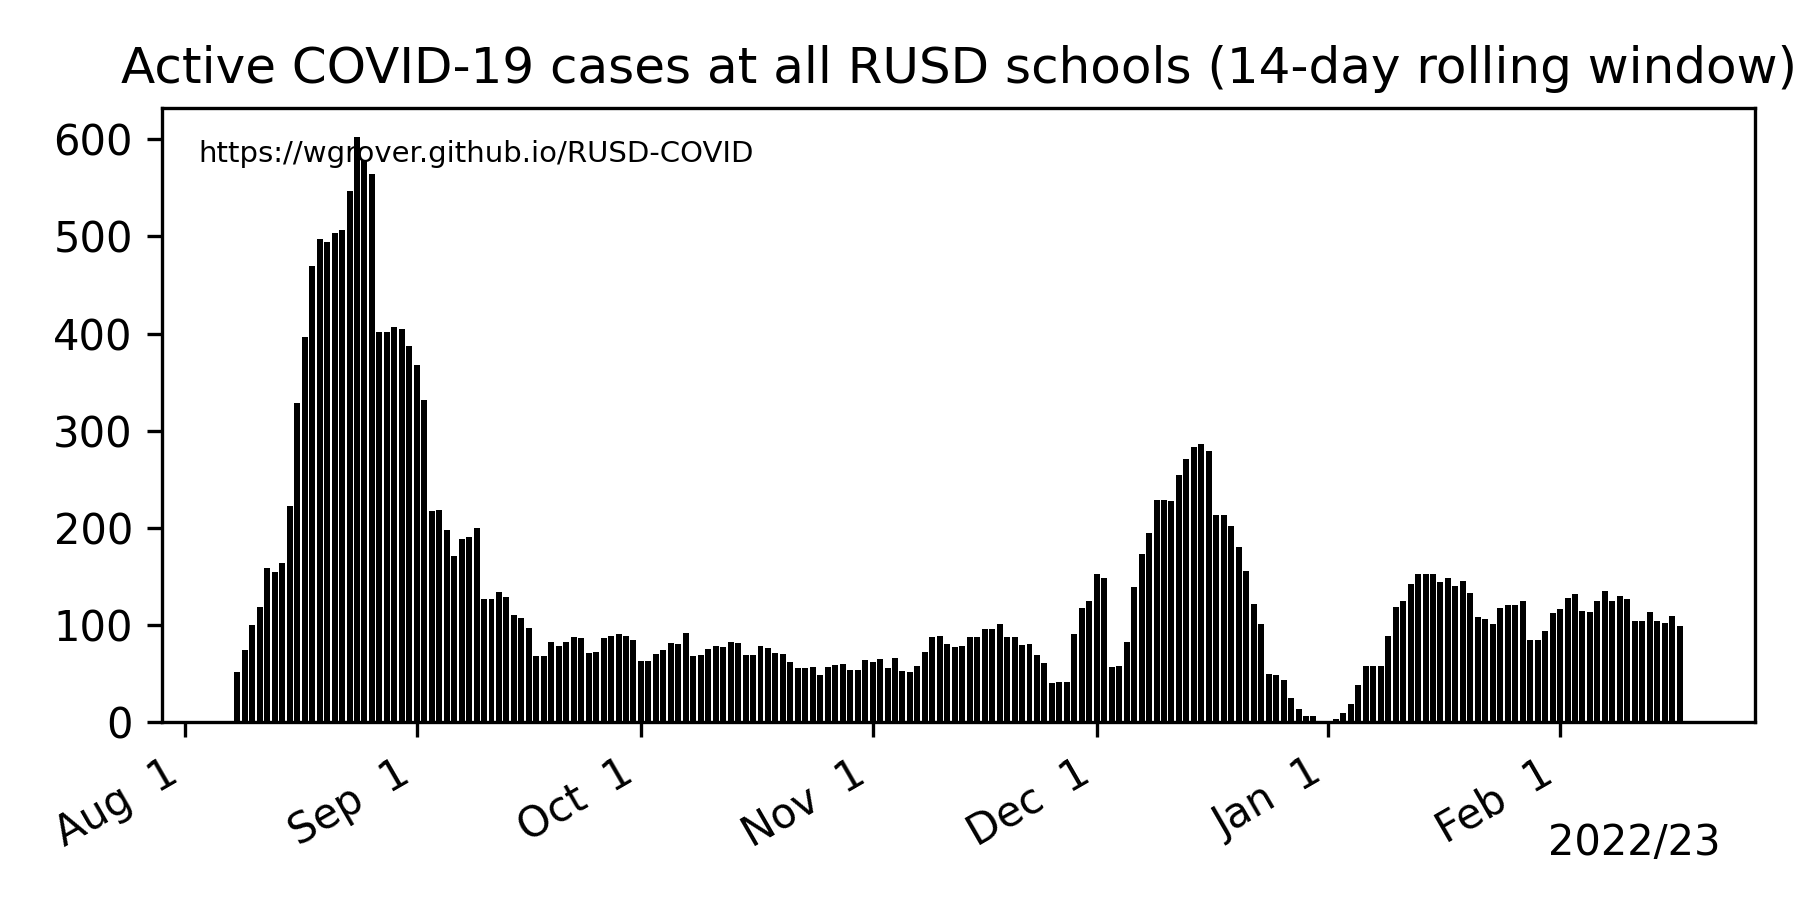 Active COVID-19 cases at all RUSD schools (14-day rolling window)
https://wgrover.github.io/RUSD-COVID
600
500
400
300
200
100
0
Aug 1
Sep 1
Oct 1
Nov 1
Dec 1
Jan 1
Feb 1
2022/23